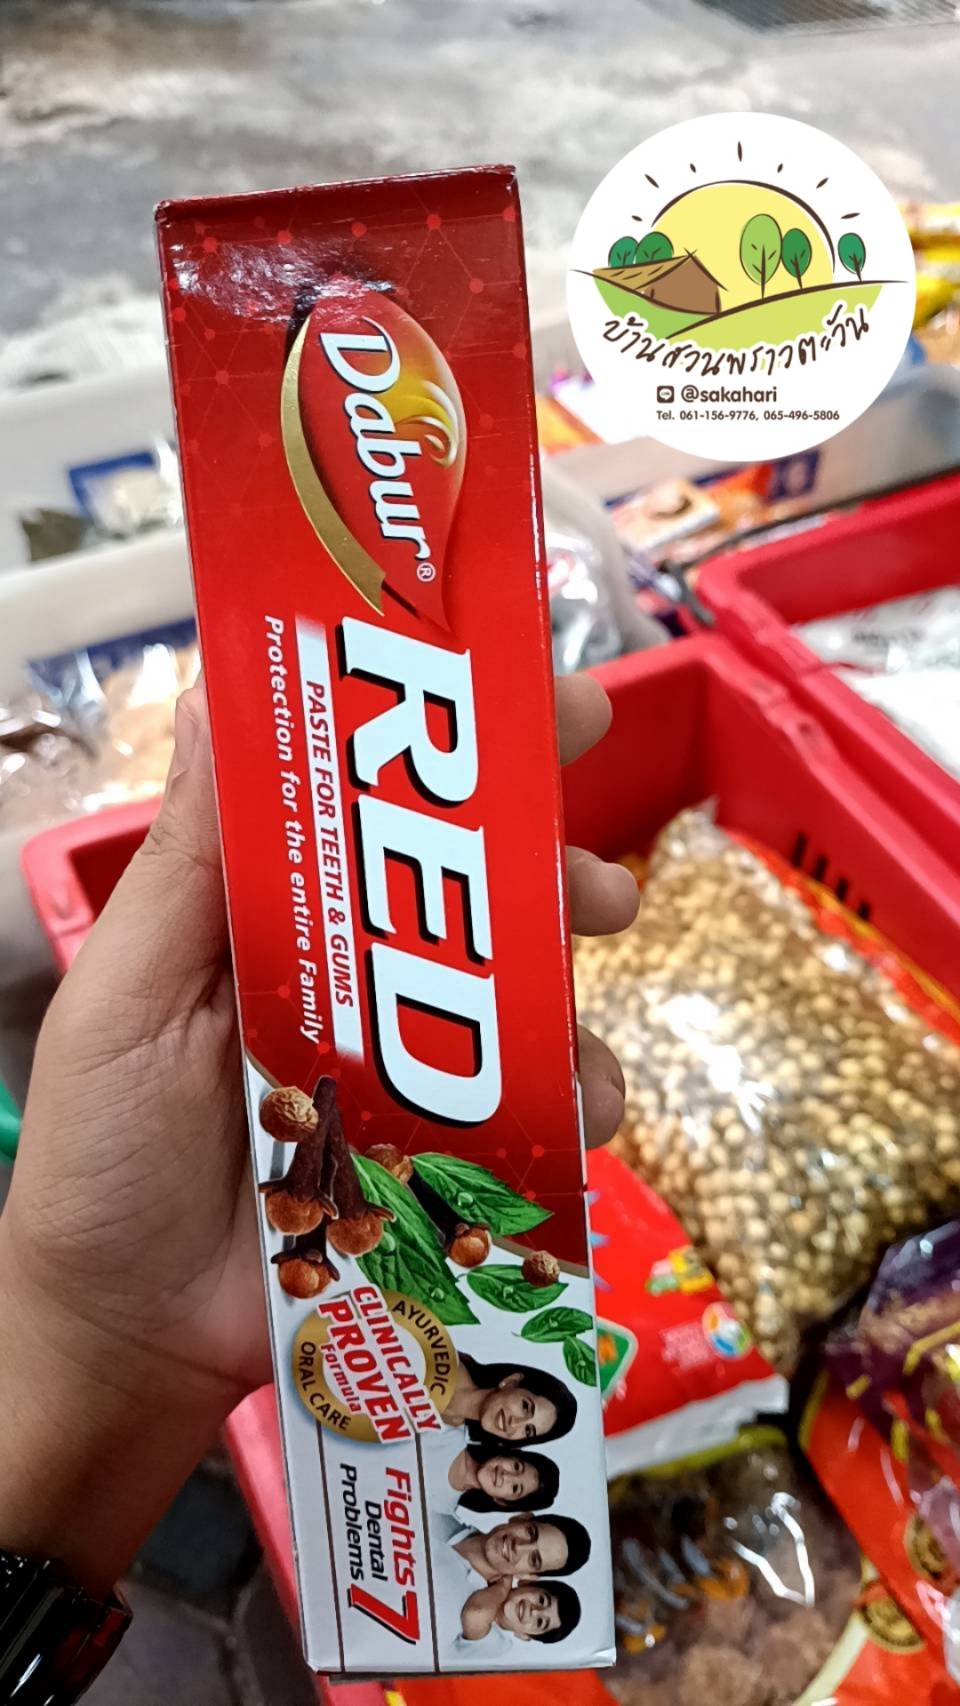 บ้านสวนพราวตะวัน
@sakahari
Tel. 061-156-9776, 065-496-5806
Dabur®
RED
PASTE FOR TEETH & GUMS
Protection for the entire Family
AYURVEDIC
CLINICALLY
PROVEN
Formula
ORAL CARE
Fights 7
Dental
Problems